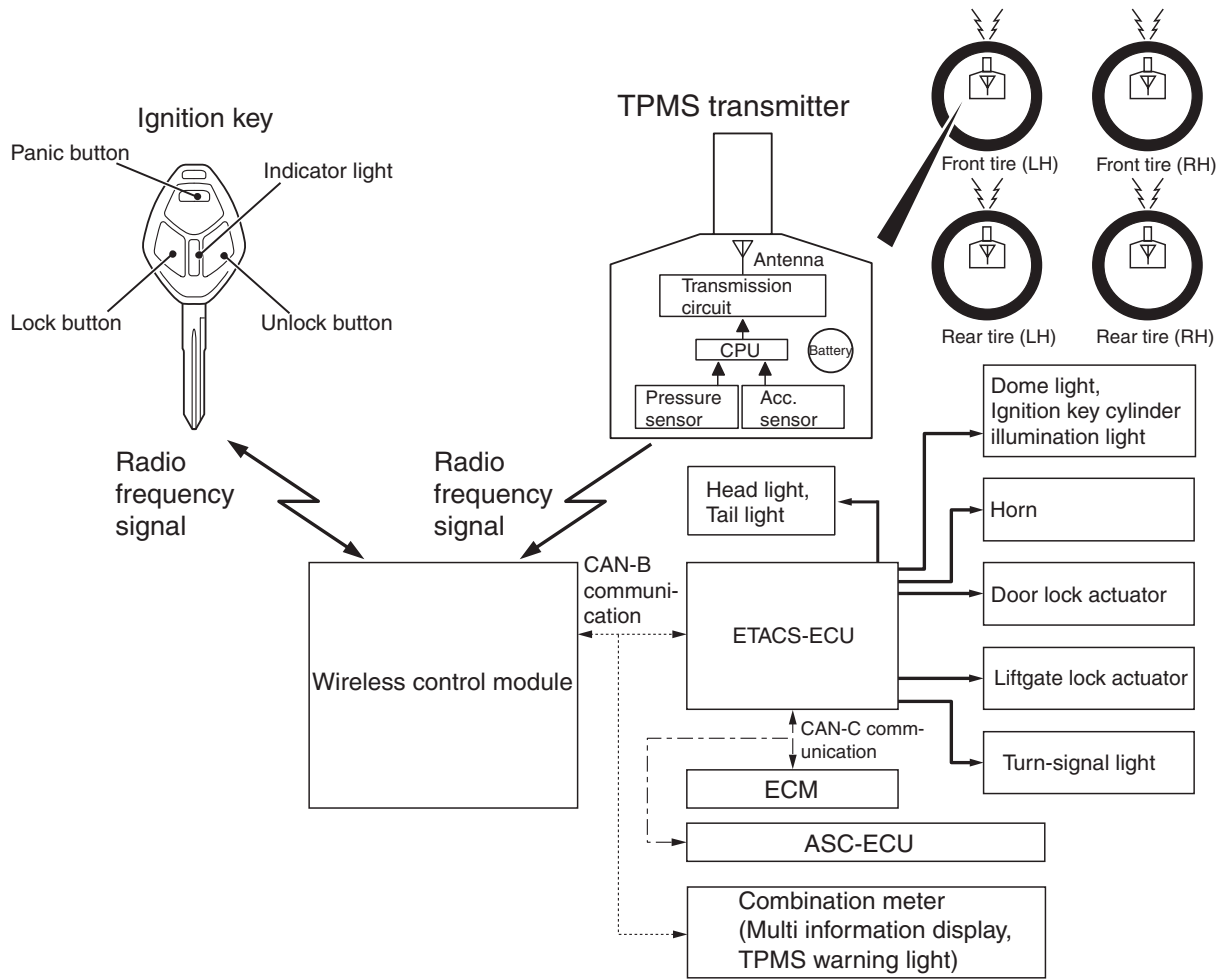 Ignition key
Panic button
Indicator light
Lock button
Unlock button
TPMS transmitter
Antenna
Transmission
circuit
CPU
Battery
Pressure
sensor
Acc.
sensor
Front tire (LH)
Front tire (RH)
Rear tire (LH)
Rear tire (RH)
Radio
frequency
signal
Radio
frequency
signal
Head light,
Tail light
Dome light,
Ignition key cylinder
illumination light
Horn
Door lock actuator
Liftgate lock actuator
Turn-signal light
CAN-B
communi-
cation
Wireless control module
ETACS-ECU
CAN-C comm-
unication
ECM
ASC-ECU
Combination meter
(Multi information display,
TPMS warning light)